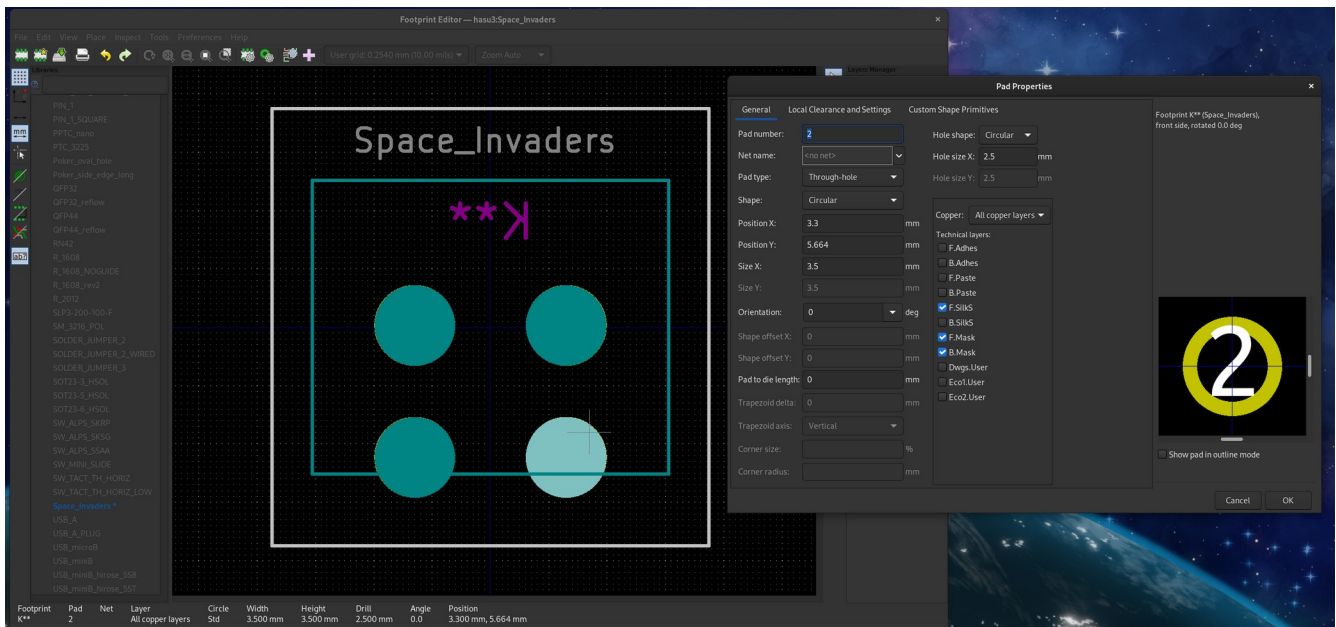 Footprint Editor — hasu3:Space_Invaders
File Edit View Place Inspect Tools Preferences Help
User grid: 0.2540 mm (10.00 mils) Zoom Auto
Libraries
Layers Manager
PIN_1
PIN_1_SQUARE
PPTC_nano
PTC_3225
Poker_oval_hole
Poker_side_edge_long
QFP32
QFP32_reflow
QFP44
QFP44_reflow
RN42
R_1608
R_1608_NOGUIDE
R_1608_rev2
R_2012
SLP3-200-100-F
SM_3216_POL
SOLDER_JUMPER_2
SOLDER_JUMPER_2_WIRED
SOLDER_JUMPER_3
SOT23-3_HSOL
SOT23-5_HSOL
SOT23-6_HSOL
SW_ALPS_SKRP
SW_ALPS_SKSG
SW_ALPS_SSAA
SW_MINI_SLIDE
SW_TACT_TH_HORIZ
SW_TACT_TH_HORIZ_LOW
Space_Invaders *
USB_A
USB_A_PLUG
USB_microB
USB_miniB
USB_miniB_hirose_5SB
USB_miniB_hirose_5ST
mm
ab?
Space_Invaders
K**
Pad Properties
General Local Clearance and Settings Custom Shape Primitives
Pad number: 2
Net name: <no net>
Pad type: Through-hole
Shape: Circular
Position X: 3.3 mm
Position Y: 5.664 mm
Size X: 3.5 mm
Size Y: 3.5 mm
Orientation: 0 deg
Shape offset X: 0 mm
Shape offset Y: 0 mm
Pad to die length: 0 mm
Trapezoid delta: 0 mm
Trapezoid axis: Vertical
Corner size: %
Corner radius: mm
Hole shape: Circular
Hole size X: 2.5 mm
Hole size Y: 2.5 mm
Copper: All copper layers
Technical layers:
F.Adhes
B.Adhes
F.Paste
B.Paste
F.SilkS
B.SilkS
F.Mask
B.Mask
Dwgs.User
Eco1.User
Eco2.User
Footprint K** (Space_Invaders),
front side, rotated 0.0 deg
2
Show pad in outline mode
Cancel OK
Footprint Pad Net Layer Circle Width Height Drill Angle Position
K** 2 All copper layers Std 3.500 mm 3.500 mm 2.500 mm 0.0 3.300 mm, 5.664 mm